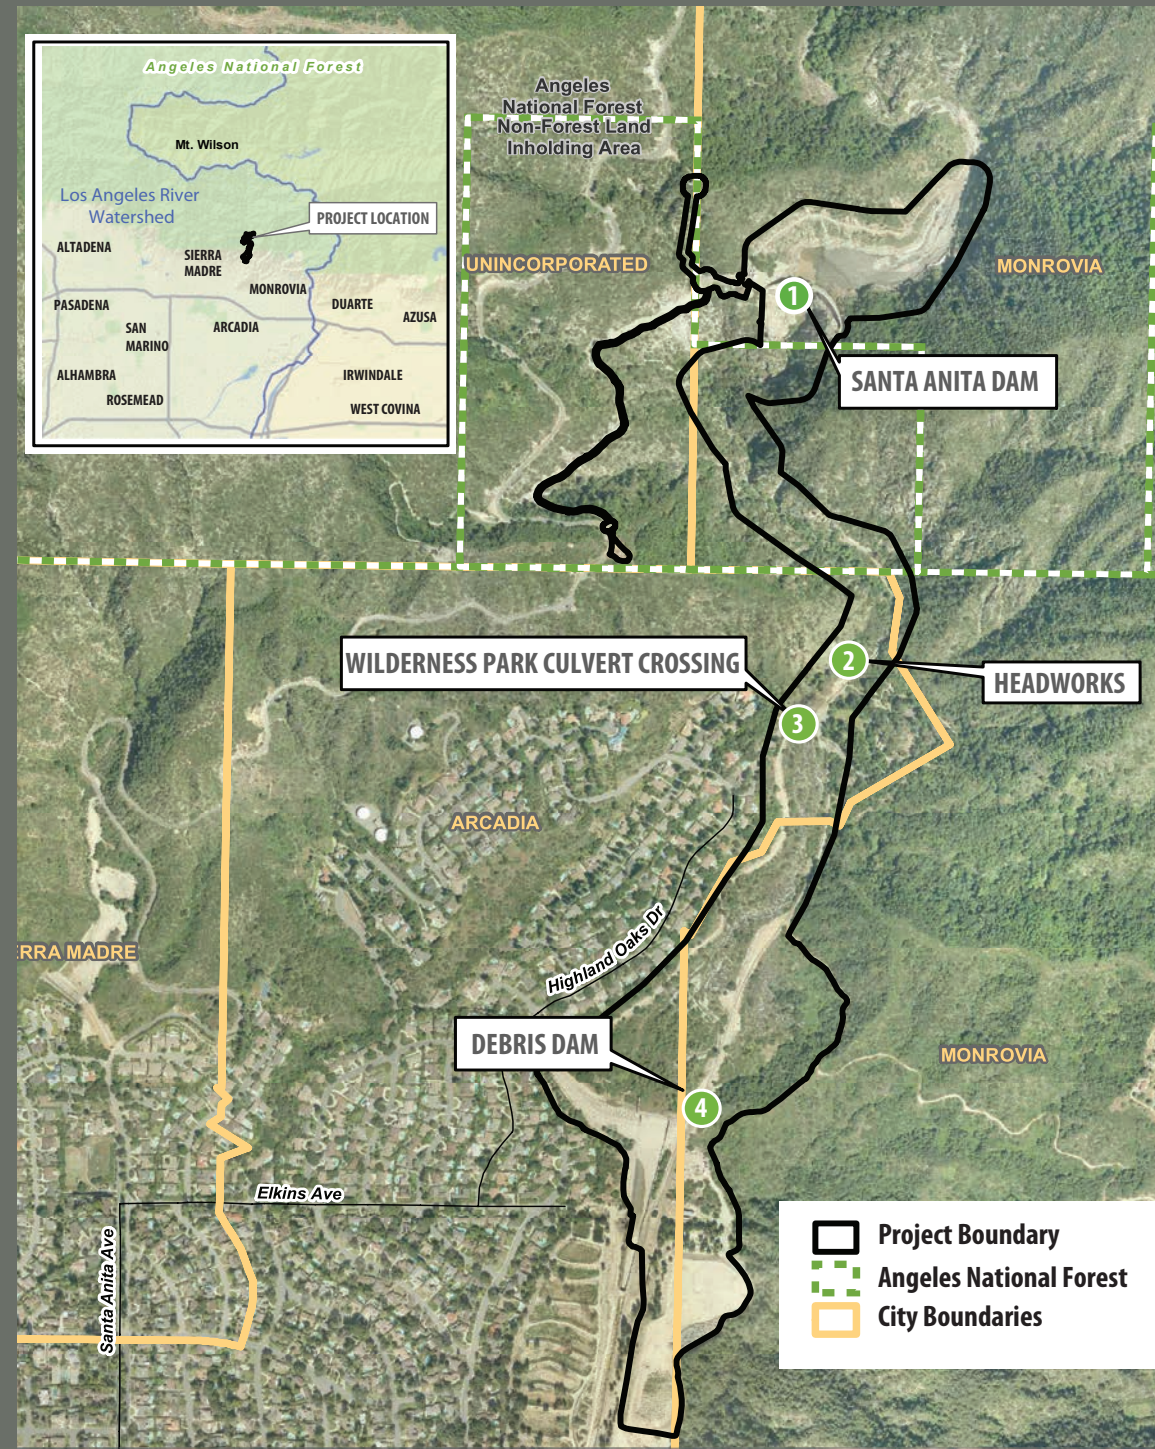 Angeles National Forest
Mt. Wilson
Los Angeles River
Watershed
PROJECT LOCATION
ALTADENA
SIERRA
MADRE
MONROVIA
PASADENA
DUARTE
AZUSA
SAN
MARINO
ARCADIA
ALHAMBRA
IRWINDALE
ROSEMEAD
WEST COVINA
Angeles
National Forest
Non-Forest Land
Inholding Area
UNINCORPORATED
MONROVIA
1
SANTA ANITA DAM
WILDERNESS PARK CULVERT CROSSING
2
HEADWORKS
3
ARCADIA
ERRA MADRE
Highland Oaks Dr
DEBRIS DAM
MONROVIA
4
Elkins Ave
Santa Anita Ave
Project Boundary
Angeles National Forest
City Boundaries